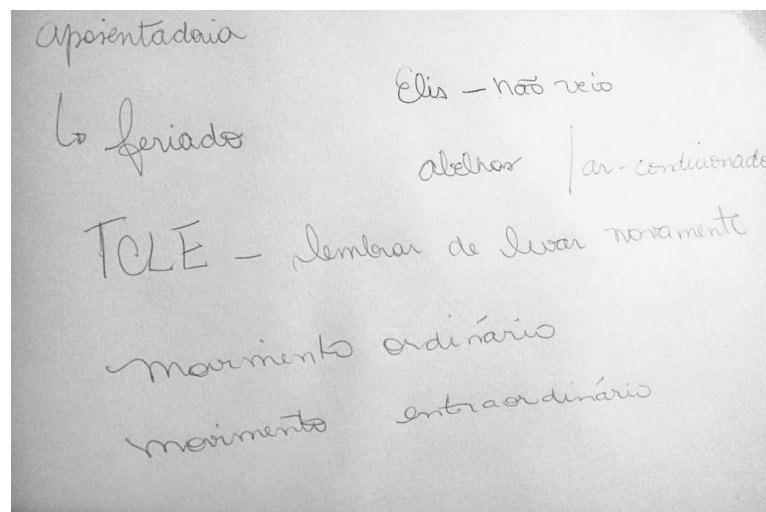 aposentadoria
Elis - não veio
↳ feriado
abelhas | ar-condicionado
TCLE - lembrar de levar novamente
movimento ordinário
movimento extraordinário